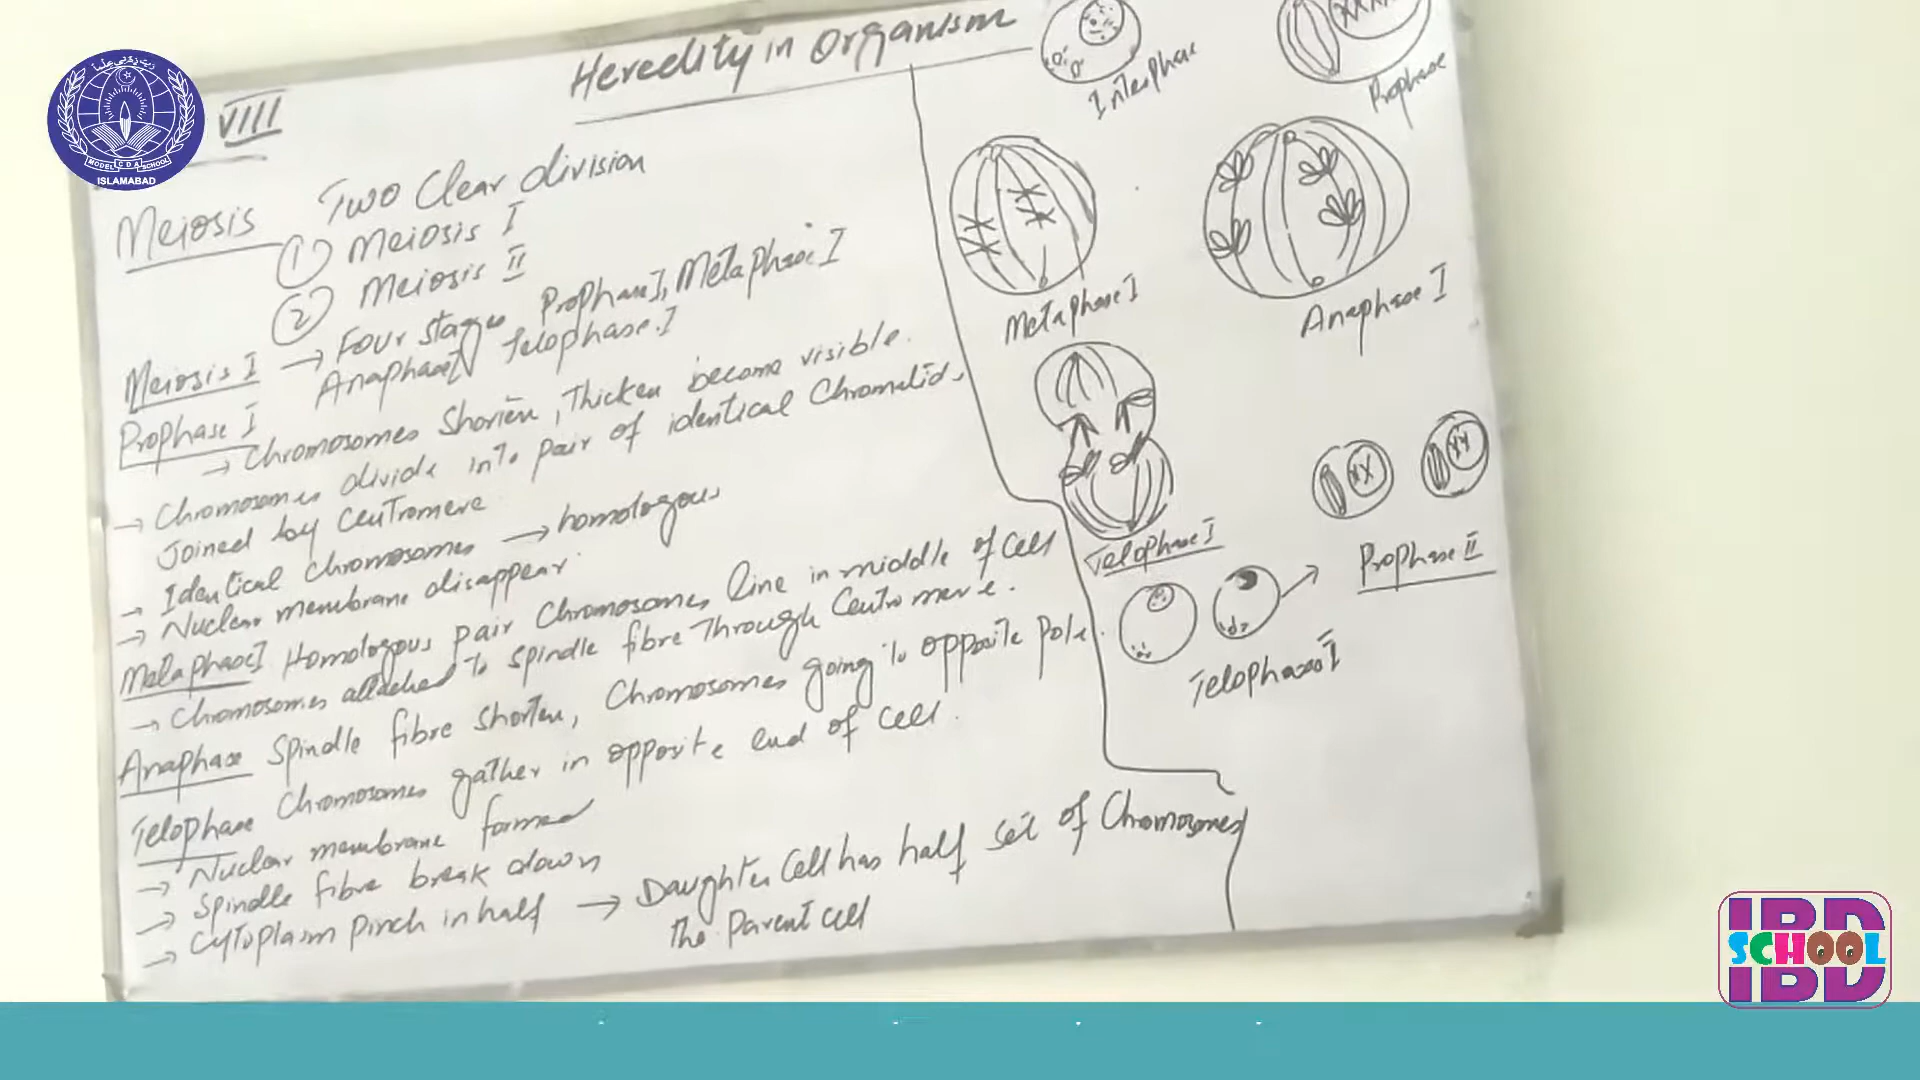 Heredity in Organism
VIII
Meiosis Two Clear division
① Meiosis I
② Meiosis II
Meiosis I → Four stages Prophase I, Metaphase I
Anaphase I Telophase I
Prophase I
→ Chromosomes Shorten, Thicken become visible.
→ Chromosomes divide into pair of identical Chromatids
Joined by Centromere
→ Identical chromosomes → homologous
→ Nuclear membrane disappear
Metaphase I Homologous pair Chromosomes line in middle of cell
→ Chromosomes attached to spindle fibre Through Centromere.
Anaphase Spindle fibre shorten, Chromosomes going to opposite pole.
Telophase Chromosomes gather in opposite end of cell.
→ Nuclear membrane formed
→ Spindle fibre break down
→ Cytoplasm Pinch in half → Daughter Cell has half set of Chromosomes
the Parent cell
Interphase
Prophase
Metaphase I
Anaphase I
Telophase I
Prophase II
Telophase I
MODEL C D A SCHOOL
ISLAMABAD
IBD
SCHOOL
IBD